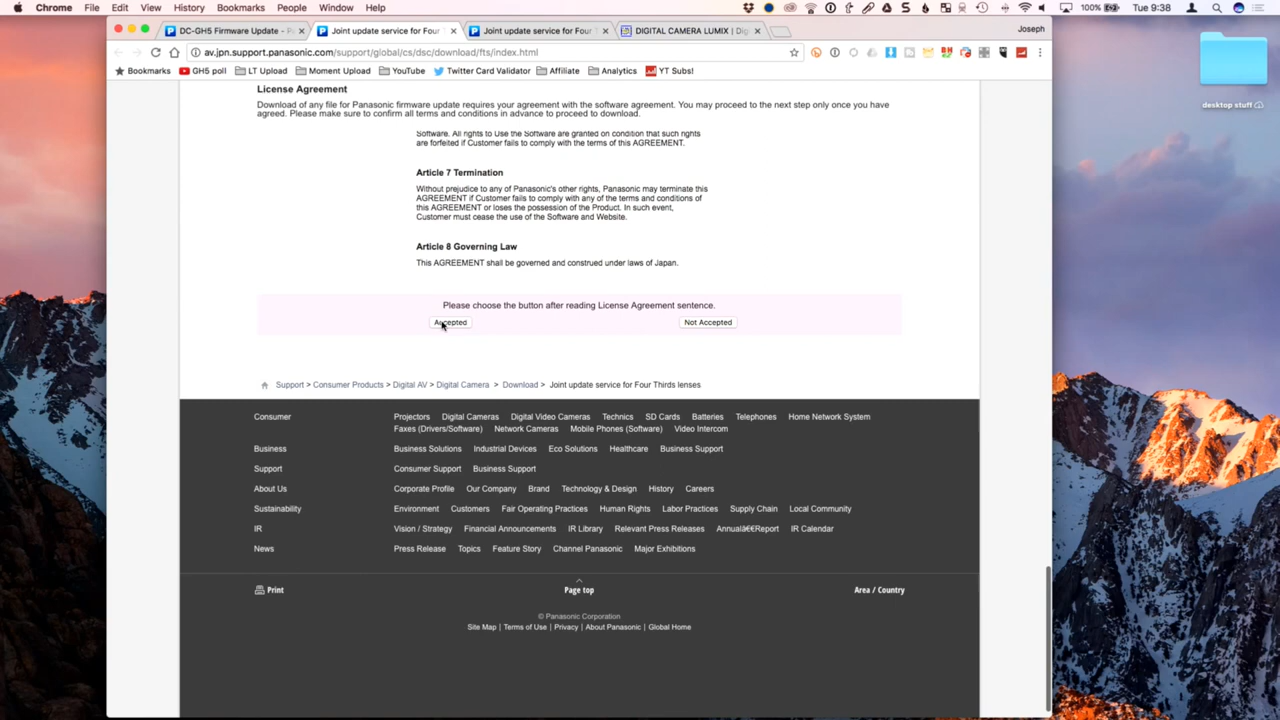 Chrome File Edit View History Bookmarks People Window Help 100% Tue 9:38 Joseph
DC-GH5 Firmware Update - Pa × Joint update service for Four T × Joint update service for Four T × DIGITAL CAMERA LUMIX | Dig ×
Joseph
av.jpn.support.panasonic.com/support/global/cs/dsc/download/fts/index.html
Bookmarks GH5 poll LT Upload Moment Upload YouTube Twitter Card Validator Affiliate Analytics YT Subs!
desktop stuff
License Agreement
Download of any file for Panasonic firmware update requires your agreement with the software agreement. You may proceed to the next step only once you have
agreed. Please make sure to confirm all terms and conditions in advance to proceed to download.
Software. All rights to Use the Software are granted on condition that such rights
are forfeited if Customer fails to comply with the terms of this AGREEMENT.
Article 7 Termination
Without prejudice to any of Panasonic's other rights, Panasonic may terminate this
AGREEMENT if Customer fails to comply with any of the terms and conditions of
this AGREEMENT or loses the possession of the Product. In such event,
Customer must cease the use of the Software and Website.
Article 8 Governing Law
This AGREEMENT shall be governed and construed under laws of Japan.
Please choose the button after reading License Agreement sentence.
Accepted Not Accepted
Support > Consumer Products > Digital AV > Digital Camera > Download > Joint update service for Four Thirds lenses
Consumer Projectors Digital Cameras Digital Video Cameras Technics SD Cards Batteries Telephones Home Network System
Faxes (Drivers/Software) Network Cameras Mobile Phones (Software) Video Intercom
Business Business Solutions Industrial Devices Eco Solutions Healthcare Business Support
Support Consumer Support Business Support
About Us Corporate Profile Our Company Brand Technology & Design History Careers
Sustainability Environment Customers Fair Operating Practices Human Rights Labor Practices Supply Chain Local Community
IR Vision / Strategy Financial Announcements IR Library Relevant Press Releases Annualã€€Report IR Calendar
News Press Release Topics Feature Story Channel Panasonic Major Exhibitions
Print Page top Area / Country
© Panasonic Corporation
Site Map | Terms of Use | Privacy | About Panasonic | Global Home